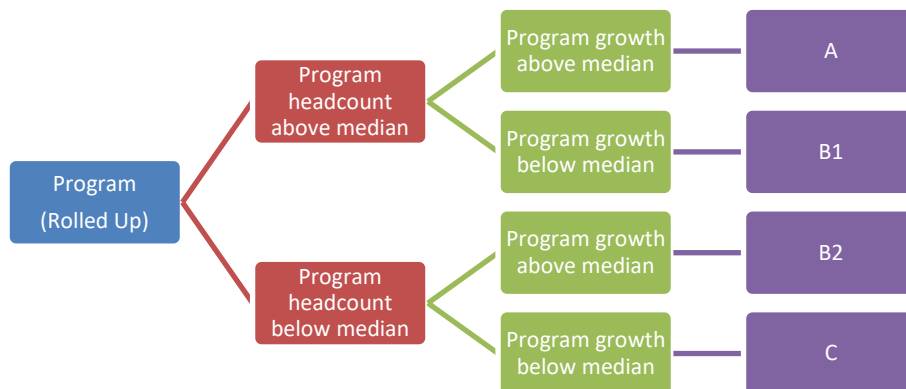 Program
(Rolled Up)
Program
headcount
above median
Program growth
above median
A
Program growth
below median
B1
Program
headcount
below median
Program growth
above median
B2
Program growth
below median
C